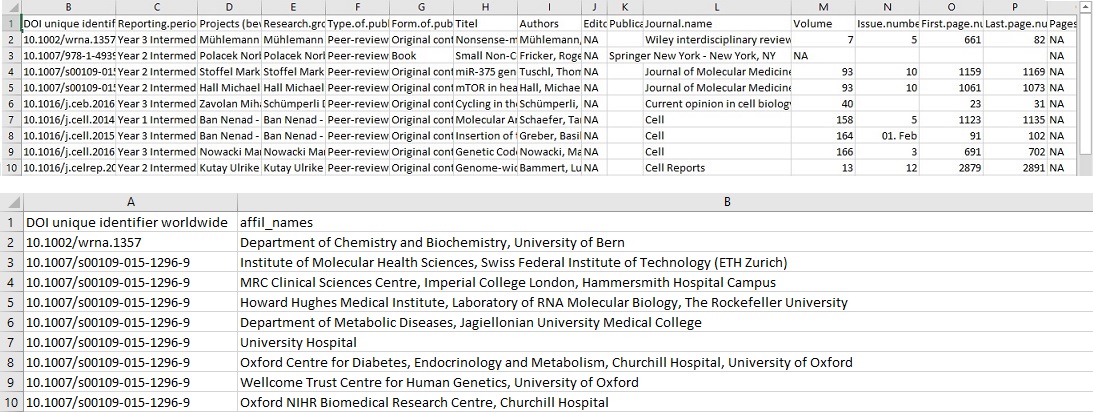 B C D E F G H I J K L M N O P
1 DOI unique identif Reporting.perio Projects (bev Research.gro Type.of.publ Form.of.pub Titel Authors Edito Publica Journal.name Volume Issue.numbe First.page.nu Last.page.nu Pages
2 10.1002/wrna.1357 Year 3 Intermed Mühlemann Mühlemann Peer-review Original cont Nonsense-m Mühlemann, NA Wiley interdisciplinary review 7 5 661 82 NA
3 10.1007/978-1-4939 Year 2 Intermed Polacek Norl Polacek Norl Peer-review Book Small Non-C Fricker, Roge NA Springer New York - New York, NY NA
4 10.1007/s00109-015 Year 2 Intermed Stoffel Mark Stoffel Mark Peer-review Original cont miR-375 gen Tuschl, Thom NA Journal of Molecular Medicine 93 10 1159 1169 NA
5 10.1007/s00109-015 Year 2 Intermed Hall Michael Hall Michael Peer-review Original cont mTOR in hea Hall, Michae NA Journal of Molecular Medicine 93 10 1061 1073 NA
6 10.1016/j.ceb.2016 Year 3 Intermed Zavolan Miha Schümperli D Peer-review Original cont Cycling in th Schümperli, NA Current opinion in cell biology 40 23 31 NA
7 10.1016/j.cell.2014 Year 1 Intermed Ban Nenad - Ban Nenad - Peer-review Original cont Molecular Ar Schaefer, Ta NA Cell 158 5 1123 1135 NA
8 10.1016/j.cell.2015 Year 3 Intermed Ban Nenad - Ban Nenad - Peer-review Original cont Insertion of Greber, Basil NA Cell 164 01. Feb 91 102 NA
9 10.1016/j.cell.2016 Year 3 Intermed Nowacki Mar Nowacki Mar Peer-review Original cont Genetic Code Nowacki, Ma NA Cell 166 3 691 702 NA
10 10.1016/j.celrep.20 Year 2 Intermed Kutay Ulrike Kutay Ulrike Peer-review Original cont Genome-wid Bammert, Lu NA Cell Reports 13 12 2879 2891 NA
A B
1 DOI unique identifier worldwide affil_names
2 10.1002/wrna.1357 Department of Chemistry and Biochemistry, University of Bern
3 10.1007/s00109-015-1296-9 Institute of Molecular Health Sciences, Swiss Federal Institute of Technology (ETH Zurich)
4 10.1007/s00109-015-1296-9 MRC Clinical Sciences Centre, Imperial College London, Hammersmith Hospital Campus
5 10.1007/s00109-015-1296-9 Howard Hughes Medical Institute, Laboratory of RNA Molecular Biology, The Rockefeller University
6 10.1007/s00109-015-1296-9 Department of Metabolic Diseases, Jagiellonian University Medical College
7 10.1007/s00109-015-1296-9 University Hospital
8 10.1007/s00109-015-1296-9 Oxford Centre for Diabetes, Endocrinology and Metabolism, Churchill Hospital, University of Oxford
9 10.1007/s00109-015-1296-9 Wellcome Trust Centre for Human Genetics, University of Oxford
10 10.1007/s00109-015-1296-9 Oxford NIHR Biomedical Research Centre, Churchill Hospital